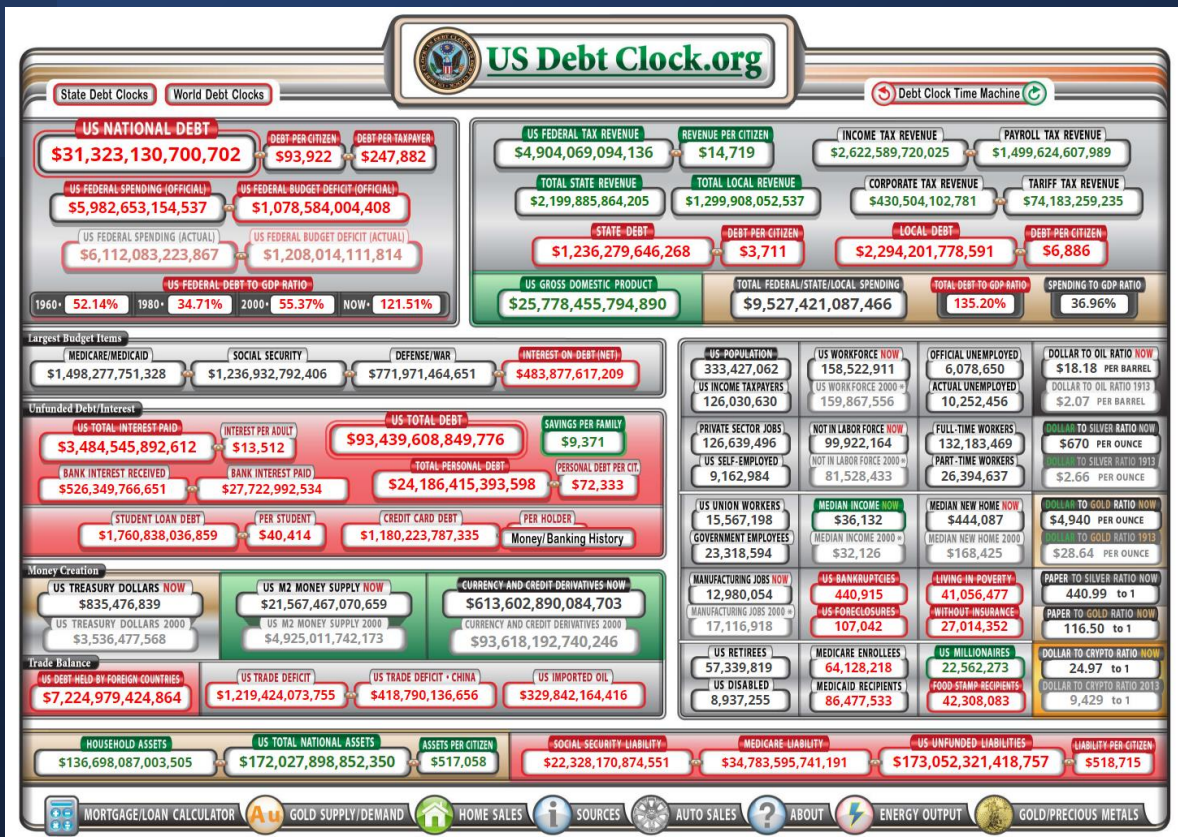 US Debt Clock.org
State Debt Clocks World Debt Clocks
Debt Clock Time Machine
US NATIONAL DEBT DEBT PER CITIZEN DEBT PER TAXPAYER
$31,323,130,700,702 $93,922 $247,882
US FEDERAL SPENDING (OFFICIAL) US FEDERAL BUDGET DEFICIT (OFFICIAL)
$5,982,653,154,537 $1,078,584,004,408
US FEDERAL SPENDING (ACTUAL) US FEDERAL BUDGET DEFICIT (ACTUAL)
$6,112,083,223,867 $1,208,014,111,814
US FEDERAL DEBT TO GDP RATIO
1960• 52.14% 1980• 34.71% 2000• 55.37% NOW• 121.51%
US FEDERAL TAX REVENUE REVENUE PER CITIZEN INCOME TAX REVENUE PAYROLL TAX REVENUE
$4,904,069,094,136 $14,719 $2,622,589,720,025 $1,499,624,607,989
TOTAL STATE REVENUE TOTAL LOCAL REVENUE CORPORATE TAX REVENUE TARIFF TAX REVENUE
$2,199,885,864,205 $1,299,908,052,537 $430,504,102,781 $74,183,259,235
STATE DEBT DEBT PER CITIZEN LOCAL DEBT DEBT PER CITIZEN
$1,236,279,646,268 $3,711 $2,294,201,778,591 $6,886
US GROSS DOMESTIC PRODUCT TOTAL FEDERAL/STATE/LOCAL SPENDING TOTAL DEBT TO GDP RATIO SPENDING TO GDP RATIO
$25,778,455,794,890 $9,527,421,087,466 135.20% 36.96%
Largest Budget Items
MEDICARE/MEDICAID SOCIAL SECURITY DEFENSE/WAR INTEREST ON DEBT (NET)
$1,498,277,751,328 $1,236,932,792,406 $771,971,464,651 $483,877,617,209
Unfunded Debt/Interest
US TOTAL INTEREST PAID INTEREST PER ADULT US TOTAL DEBT SAVINGS PER FAMILY
$3,484,545,892,612 $13,512 $93,439,608,849,776 $9,371
BANK INTEREST RECEIVED BANK INTEREST PAID TOTAL PERSONAL DEBT PERSONAL DEBT PER CIT.
$526,349,766,651 $27,722,992,534 $24,186,415,393,598 $72,333
STUDENT LOAN DEBT PER STUDENT CREDIT CARD DEBT PER HOLDER
$1,760,838,036,859 $40,414 $1,180,223,787,335 Money/Banking History
Money Creation
US TREASURY DOLLARS NOW US M2 MONEY SUPPLY NOW CURRENCY AND CREDIT DERIVATIVES NOW
$835,476,839 $21,567,467,070,659 $613,602,890,084,703
US TREASURY DOLLARS 2000 US M2 MONEY SUPPLY 2000 CURRENCY AND CREDIT DERIVATIVES 2000
$3,536,477,568 $4,925,011,742,173 $93,618,192,740,246
Trade Balance
US DEBT HELD BY FOREIGN COUNTRIES US TRADE DEFICIT US TRADE DEFICIT • CHINA US IMPORTED OIL
$7,224,979,424,864 $1,219,424,073,755 $418,790,136,656 $329,842,164,416
US POPULATION US WORKFORCE NOW OFFICIAL UNEMPLOYED DOLLAR TO OIL RATIO NOW
333,427,062 158,522,911 6,078,650 $18.18 PER BARREL
US INCOME TAXPAYERS US WORKFORCE 2000 * ACTUAL UNEMPLOYED DOLLAR TO OIL RATIO 1913
126,030,630 159,867,556 10,252,456 $2.07 PER BARREL
PRIVATE SECTOR JOBS NOT IN LABOR FORCE NOW FULL-TIME WORKERS DOLLAR TO SILVER RATIO NOW
126,639,496 99,922,164 132,183,469 $670 PER OUNCE
US SELF-EMPLOYED NOT IN LABOR FORCE 2000 * PART-TIME WORKERS DOLLAR TO SILVER RATIO 1913
9,162,984 81,528,433 26,394,637 $2.66 PER OUNCE
US UNION WORKERS MEDIAN INCOME NOW MEDIAN NEW HOME NOW DOLLAR TO GOLD RATIO NOW
15,567,198 $36,132 $444,087 $4,940 PER OUNCE
GOVERNMENT EMPLOYEES MEDIAN INCOME 2000 * MEDIAN NEW HOME 2000 DOLLAR TO GOLD RATIO 1913
23,318,594 $32,126 $168,425 $28.64 PER OUNCE
MANUFACTURING JOBS NOW US BANKRUPTCIES LIVING IN POVERTY PAPER TO SILVER RATIO NOW
12,980,054 440,915 41,056,477 440.99 to 1
MANUFACTURING JOBS 2000 * US FORECLOSURES WITHOUT INSURANCE PAPER TO GOLD RATIO NOW
17,116,918 107,042 27,014,352 116.50 to 1
US RETIREES MEDICARE ENROLLEES US MILLIONAIRES DOLLAR TO CRYPTO RATIO NOW
57,339,819 64,128,218 22,562,273 24.97 to 1
US DISABLED MEDICAID RECIPIENTS FOOD STAMP RECIPIENTS DOLLAR TO CRYPTO RATIO 2013
8,937,255 86,477,533 42,308,083 9,429 to 1
HOUSEHOLD ASSETS US TOTAL NATIONAL ASSETS ASSETS PER CITIZEN SOCIAL SECURITY LIABILITY MEDICARE LIABILITY US UNFUNDED LIABILITIES LIABILITY PER CITIZEN
$136,698,087,003,505 $172,027,898,852,350 $517,058 $22,328,170,874,551 $34,783,595,741,191 $173,052,321,418,757 $518,715
MORTGAGE/LOAN CALCULATOR Au GOLD SUPPLY/DEMAND HOME SALES i SOURCES AUTO SALES ? ABOUT ENERGY OUTPUT GOLD/PRECIOUS METALS